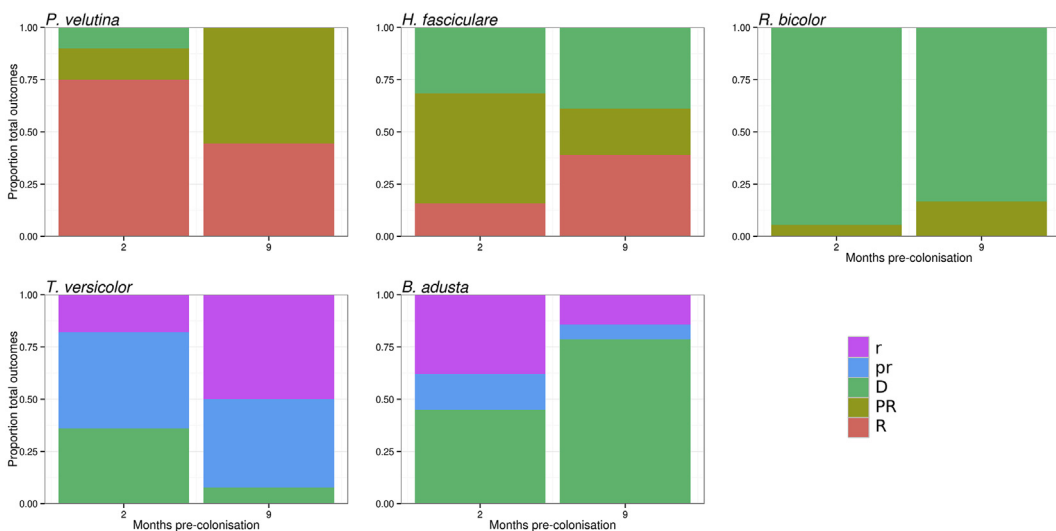 P. velutina
H. fasciculare
R. bicolor
Proportion total outcomes
1.00
0.75
0.50
0.25
0.00
2
9
1.00
0.75
0.50
0.25
0.00
2
9
1.00
0.75
0.50
0.25
0.00
2
9
Months pre-colonisation
T. versicolor
B. adusta
Proportion total outcomes
1.00
0.75
0.50
0.25
0.00
2
9
Months pre-colonisation
1.00
0.75
0.50
0.25
0.00
2
9
Months pre-colonisation
r
pr
D
PR
R